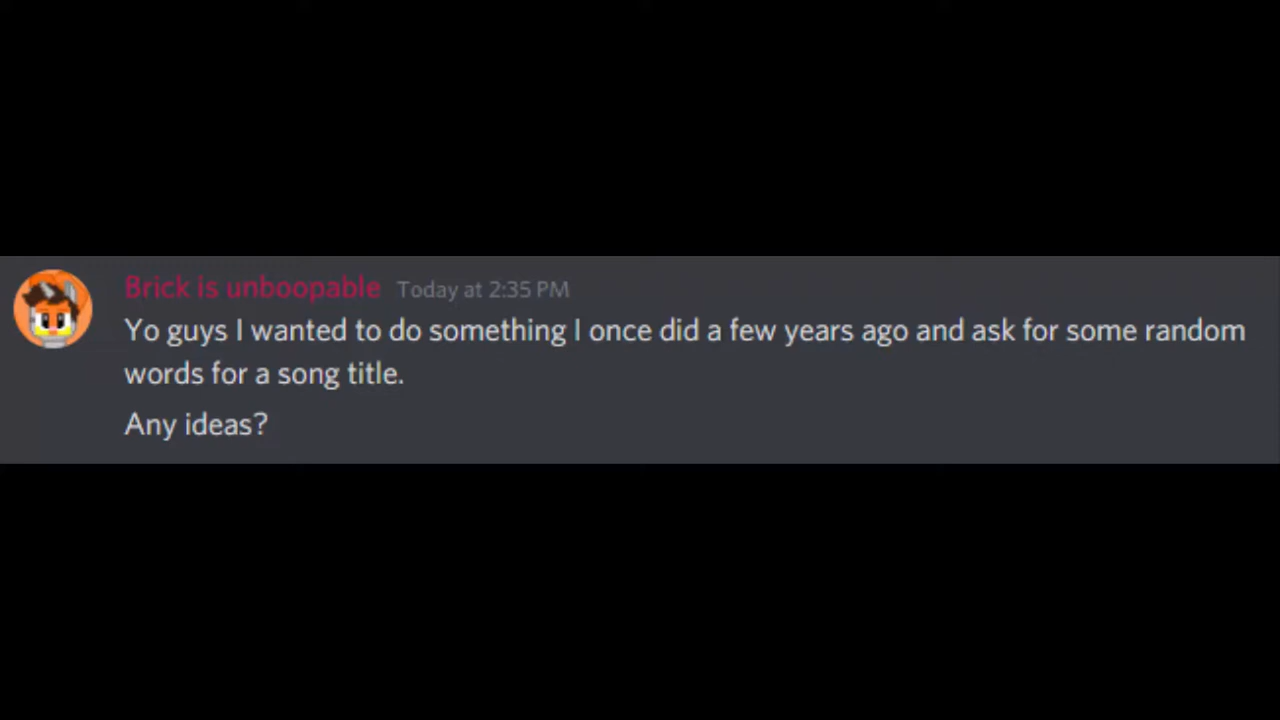 Brick is unboopable Today at 2:35 PM
Yo guys I wanted to do something I once did a few years ago and ask for some random
words for a song title.
Any ideas?